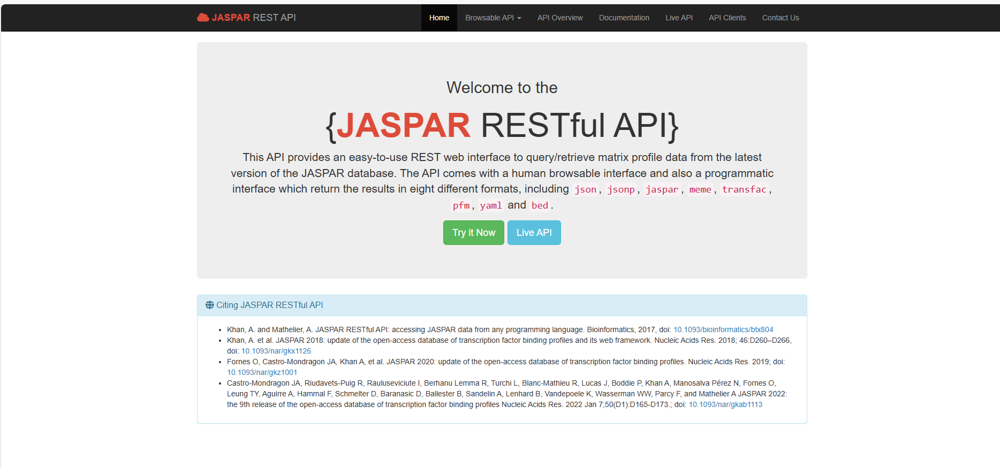 JASPAR REST API
Home Browsable API API Overview Documentation Live API API Clients Contact Us
Welcome to the
{JASPAR RESTful API}
This API provides an easy-to-use REST web interface to query/retrieve matrix profile data from the latest
version of the JASPAR database. The API comes with a human browsable interface and also a programmatic
interface which return the results in eight different formats, including json, jsonp, jaspar, meme, transfac,
pfm, yaml and bed.
Try it Now Live API
Citing JASPAR RESTful API
• Khan, A. and Mathelier, A. JASPAR RESTful API: accessing JASPAR data from any programming language. Bioinformatics, 2017, doi: 10.1093/bioinformatics/btx804
• Khan, A. et al. JASPAR 2018: update of the open-access database of transcription factor binding profiles and its web framework. Nucleic Acids Res. 2018; 46:D260–D266,
doi: 10.1093/nar/gkx1126
• Fornes O, Castro-Mondragon JA, Khan A, et al. JASPAR 2020: update of the open-access database of transcription factor binding profiles. Nucleic Acids Res. 2019; doi:
10.1093/nar/gkz1001
• Castro-Mondragon JA, Riudavets-Puig R, Rauluseviciute I, Berhanu Lemma R, Turchi L, Blanc-Mathieu R, Lucas J, Boddie P, Khan A, Manosalva Pérez N, Fornes O,
Leung TY, Aguirre A, Hammal F, Schmelter D, Baranasic D, Ballester B, Sandelin A, Lenhard B, Vandepoele K, Wasserman WW, Parcy F, and Mathelier A JASPAR 2022:
the 9th release of the open-access database of transcription factor binding profiles Nucleic Acids Res. 2022 Jan 7;50(D1):D165-D173.; doi: 10.1093/nar/gkab1113